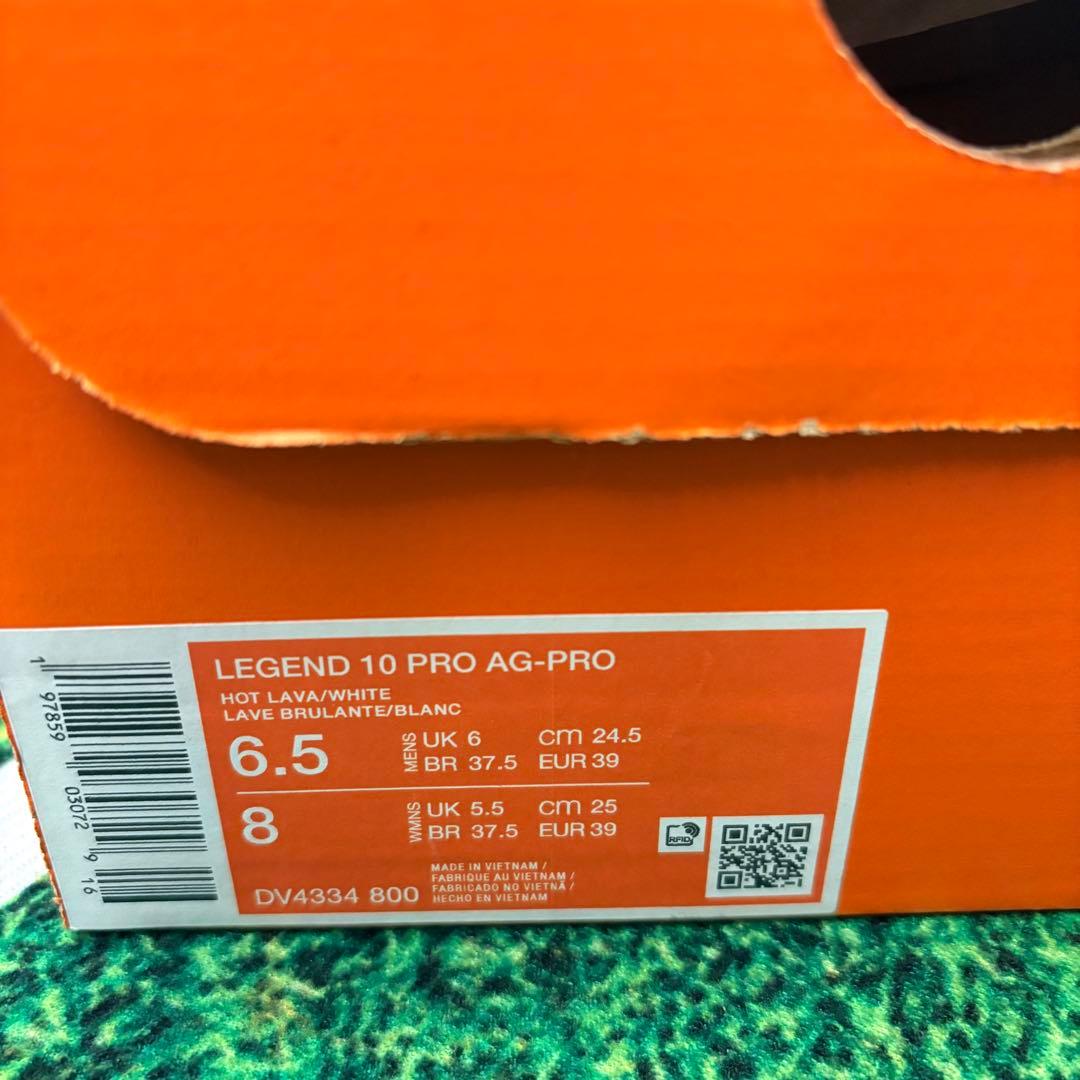 LEGEND 10 PRO AG-PRO
HOT LAVA/WHITE
LAVE BRULANTE/BLANC
6.5 MENS UK 6 cm 24.5
BR 37.5 EUR 39
8 WMNS UK 5.5 cm 25
BR 37.5 EUR 39
MADE IN VIETNAM /
FABRIQUE AU VIETNAM /
FABRICADO NO VIETNÃ /
HECHO EN VIETNAM
DV4334 800
RFID
1 97859 03072 9 16